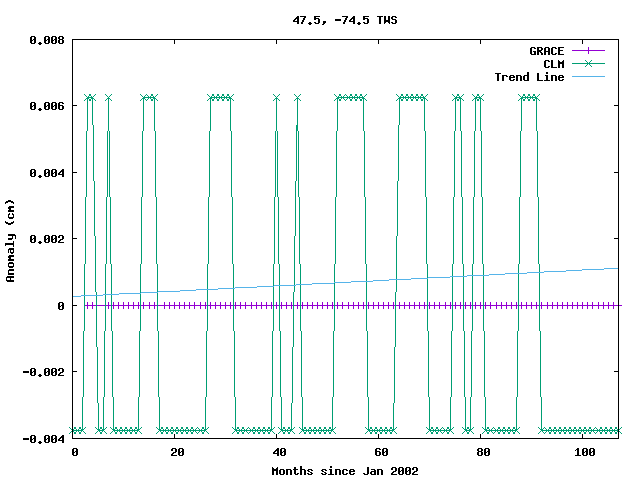 47.5, -74.5 TWS
0.008
0.006
0.004
0.002
0
-0.002
-0.004
Anomaly (cm)
GRACE
CLM
Trend Line
0 20 40 60 80 100
Months since Jan 2002